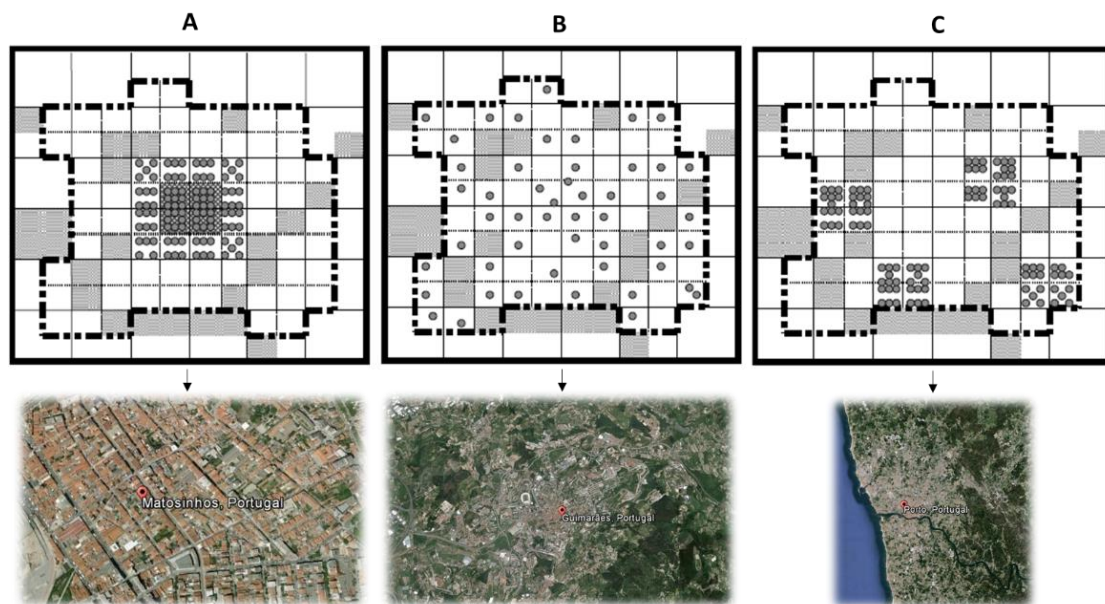 A
B
C
Matosinhos, Portugal
Guimarães, Portugal
Porto, Portugal